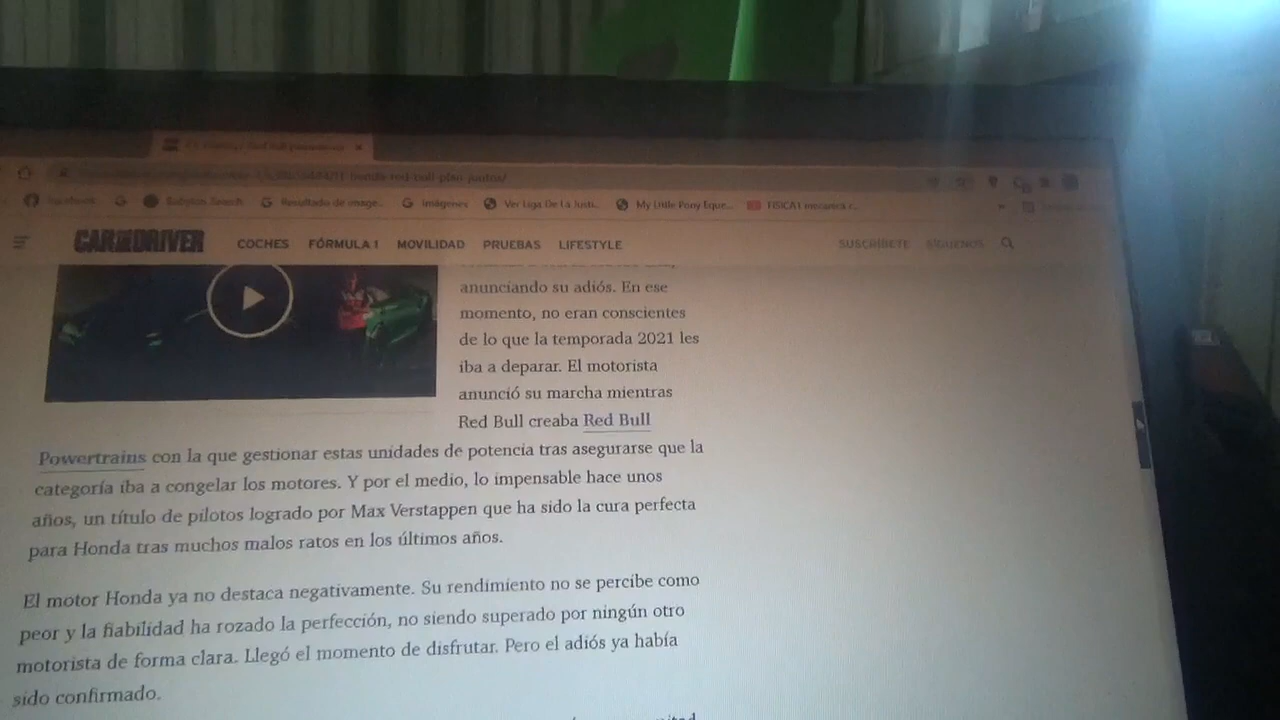 honda-red-bull-plan-juntos/
Facebook Babylon Search Resultado de image... Imágenes Ver Liga De La Justi... My Little Pony Eque... FISICA1 mecanica c...
CAR AND DRIVER COCHES FÓRMULA 1 MOVILIDAD PRUEBAS LIFESTYLE SUSCRÍBETE SÍGUENOS
anunciando su adiós. En ese
momento, no eran conscientes
de lo que la temporada 2021 les
iba a deparar. El motorista
anunció su marcha mientras
Red Bull creaba Red Bull
Powertrains con la que gestionar estas unidades de potencia tras asegurarse que la
categoría iba a congelar los motores. Y por el medio, lo impensable hace unos
años, un título de pilotos logrado por Max Verstappen que ha sido la cura perfecta
para Honda tras muchos malos ratos en los últimos años.
El motor Honda ya no destaca negativamente. Su rendimiento no se percibe como
peor y la fiabilidad ha rozado la perfección, no siendo superado por ningún otro
motorista de forma clara. Llegó el momento de disfrutar. Pero el adiós ya había
sido confirmado.